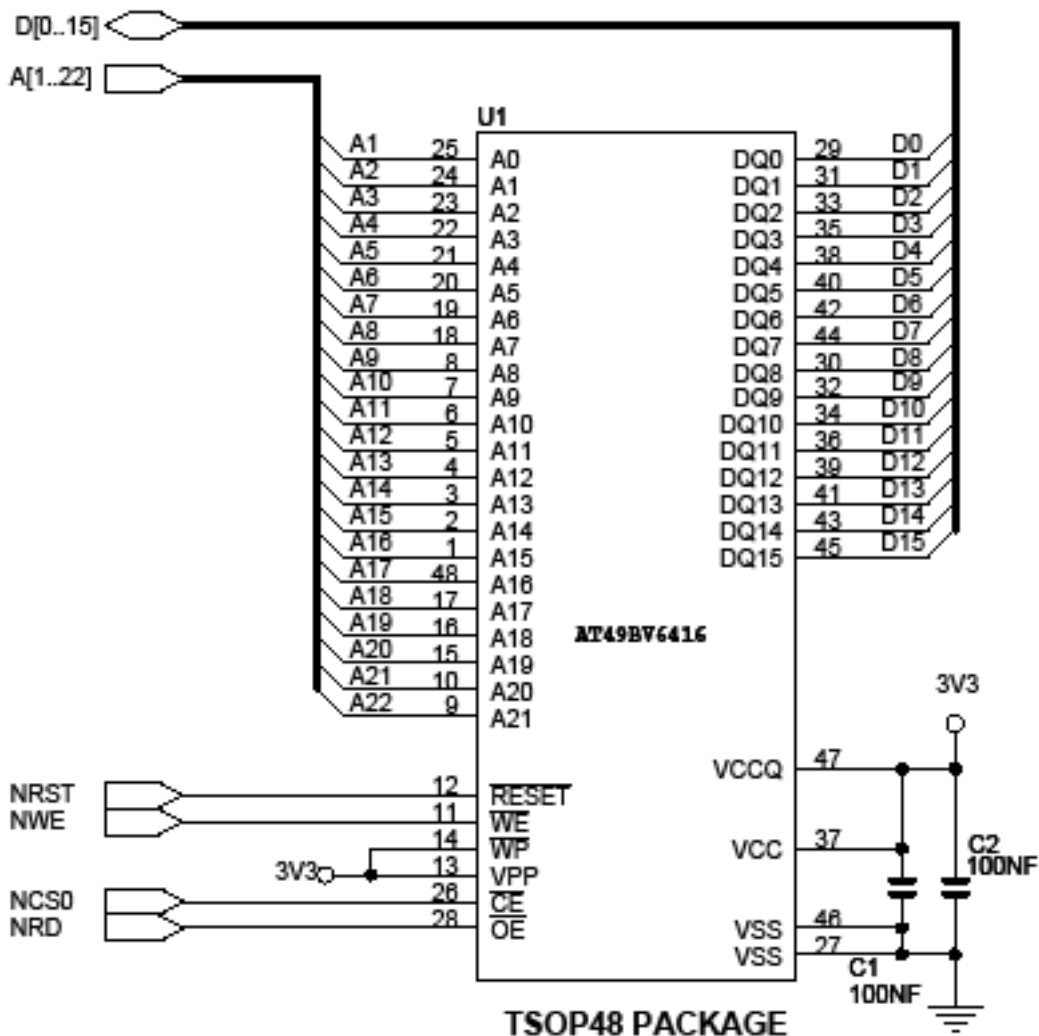 D[0..15]
A[1..22]
U1
A1 25 A0 DQ0 29 D0
A2 24 A1 DQ1 31 D1
A3 23 A2 DQ2 33 D2
A4 22 A3 DQ3 35 D3
A5 21 A4 DQ4 38 D4
A6 20 A5 DQ5 40 D5
A7 19 A6 DQ6 42 D6
A8 18 A7 DQ7 44 D7
A9 8 A8 DQ8 30 D8
A10 7 A9 DQ9 32 D9
A11 6 A10 DQ10 34 D10
A12 5 A11 DQ11 36 D11
A13 4 A12 DQ12 39 D12
A14 3 A13 DQ13 41 D13
A15 2 A14 DQ14 43 D14
A16 1 A15 DQ15 45 D15
A17 48 A16
A18 17 A17
A19 16 A18
A20 15 A19
A21 10 A20
A22 9 A21
AT49BV6416
3V3
VCCQ 47
NRST 12 RESET
NWE 11 WE
14 WP
VCC 37
C2
100NF
3V3 13 VPP
NCS0 26 CE
NRD 28 OE
VSS 46
VSS 27
C1
100NF
TSOP48 PACKAGE